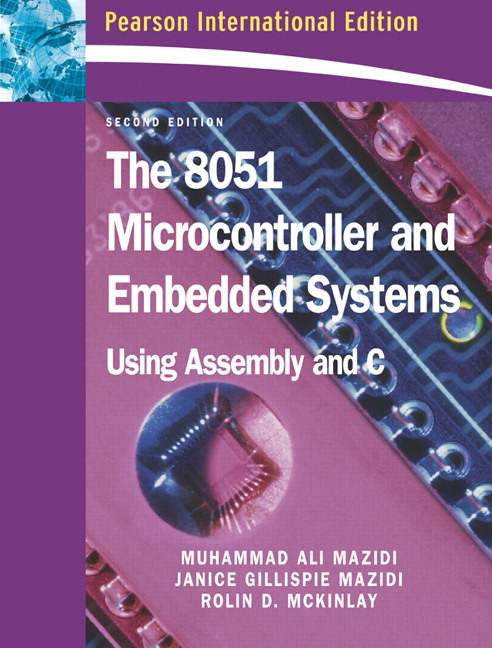 Pearson International Edition
SECOND EDITION
The 8051
Microcontroller and
Embedded Systems
Using Assembly and C
MUHAMMAD ALI MAZIDI
JANICE GILLISPIE MAZIDI
ROLIN D. MCKINLAY